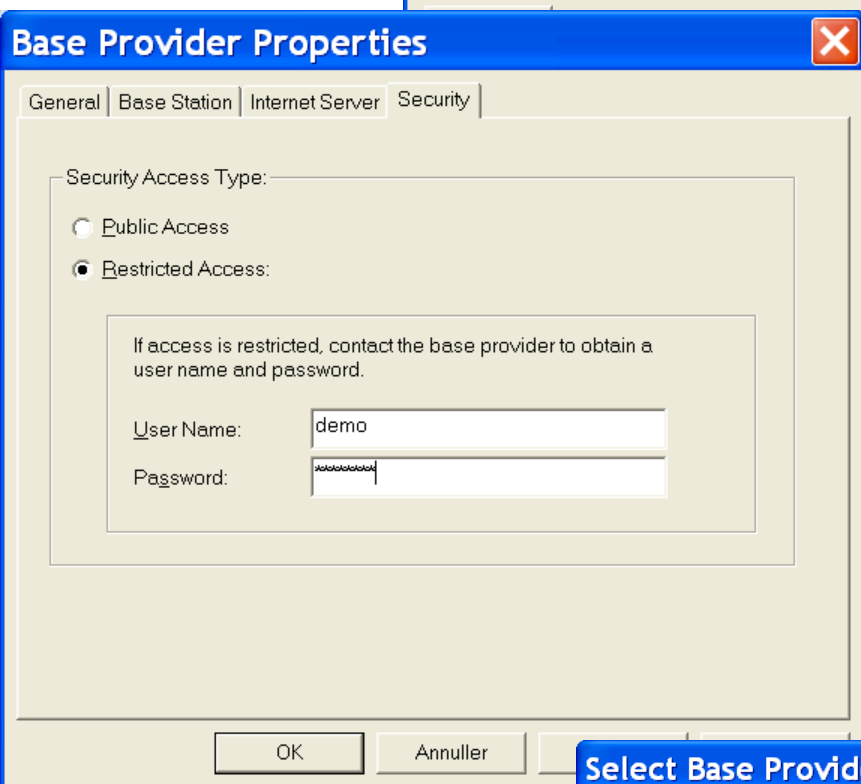 Base Provider Properties
General Base Station Internet Server Security
Security Access Type:
Public Access
Restricted Access:
If access is restricted, contact the base provider to obtain a
user name and password.
User Name: demo
Password: *********
OK Annuller
Select Base Provid